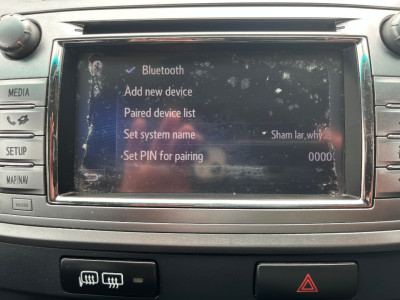 Bluetooth
Add new device
Paired device list
Set system name Sham lar,why...
Set PIN for pairing 0000
MEDIA
SETUP
MAP/NAV